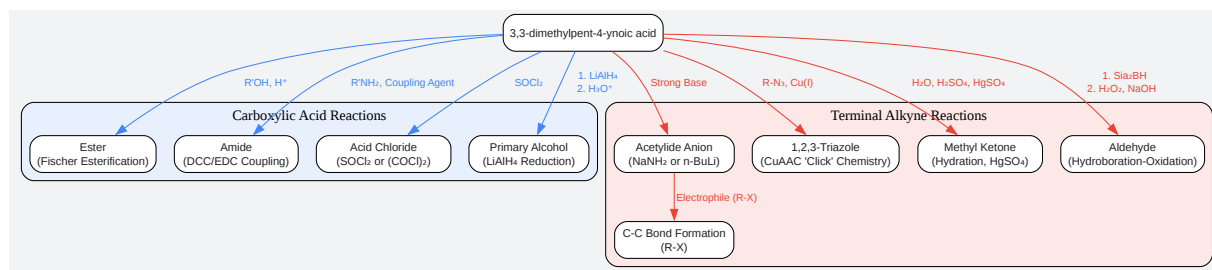 3,3-dimethylpent-4-ynoic acid
R'OH, H⁺
R'NH₂, Coupling Agent
SOCl₂
1. LiAlH₄
2. H₃O⁺
Strong Base
R-N₃, Cu(I)
H₂O, H₂SO₄, HgSO₄
1. Sia₂BH
2. H₂O₂, NaOH
Carboxylic Acid Reactions
Terminal Alkyne Reactions
Ester
(Fischer Esterification)
Amide
(DCC/EDC Coupling)
Acid Chloride
(SOCl₂ or (COCl)₂)
Primary Alcohol
(LiAlH₄ Reduction)
Acetylide Anion
(NaNH₂ or n-BuLi)
1,2,3-Triazole
(CuAAC 'Click' Chemistry)
Methyl Ketone
(Hydration, HgSO₄)
Aldehyde
(Hydroboration-Oxidation)
Electrophile (R-X)
C-C Bond Formation
(R-X)